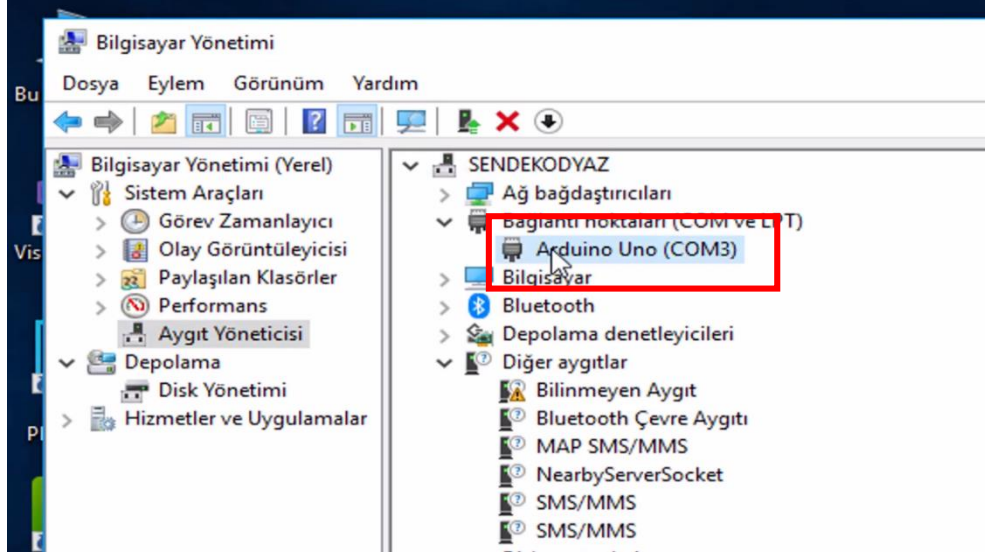 Bilgisayar Yönetimi
Dosya Eylem Görünüm Yardım
Bu
Vis
Bilgisayar Yönetimi (Yerel)
Sistem Araçları
Görev Zamanlayıcı
Olay Görüntüleyicisi
Paylaşılan Klasörler
Performans
Aygıt Yöneticisi
Depolama
Disk Yönetimi
Hizmetler ve Uygulamalar
SENDEKODYAZ
Ağ bağdaştırıcıları
Bağlantı noktaları (COM ve LPT)
Arduino Uno (COM3)
Bilgisayar
Bluetooth
Depolama denetleyicileri
Diğer aygıtlar
Bilinmeyen Aygıt
Bluetooth Çevre Aygıtı
MAP SMS/MMS
NearbyServerSocket
SMS/MMS
SMS/MMS